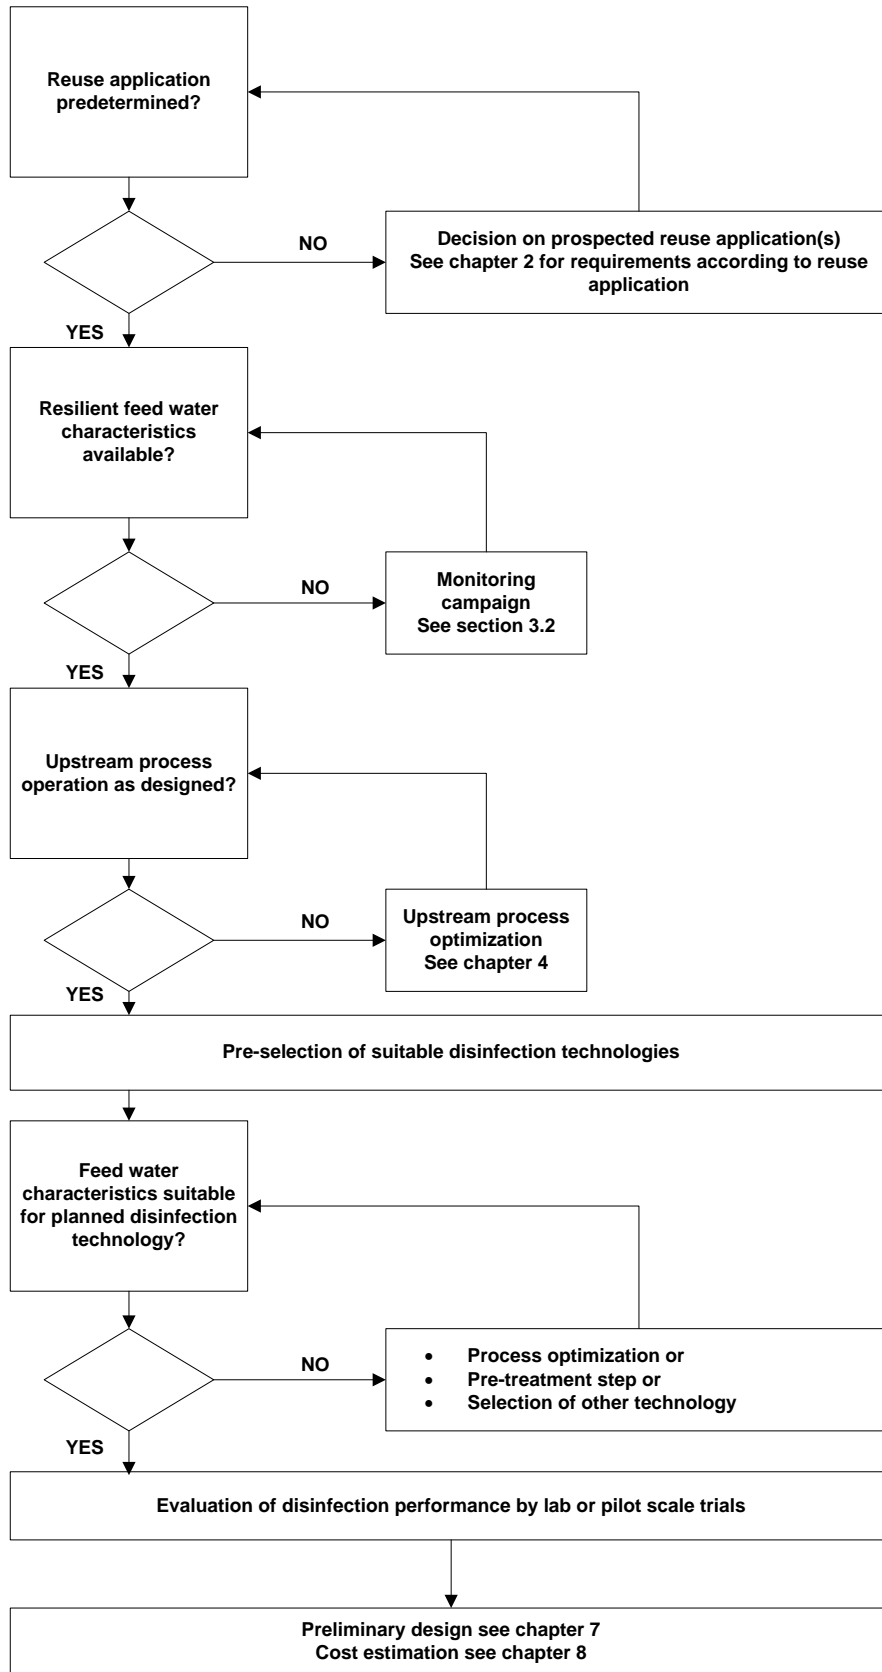 Reuse application
predetermined?
NO
Decision on prospected reuse application(s)
See chapter 2 for requirements according to reuse
application
YES
Resilient feed water
characteristics
available?
NO
Monitoring
campaign
See section 3.2
YES
Upstream process
operation as designed?
NO
Upstream process
optimization
See chapter 4
YES
Pre-selection of suitable disinfection technologies
Feed water
characteristics suitable
for planned disinfection
technology?
NO
• Process optimization or
• Pre-treatment step or
• Selection of other technology
YES
Evaluation of disinfection performance by lab or pilot scale trials
Preliminary design see chapter 7
Cost estimation see chapter 8